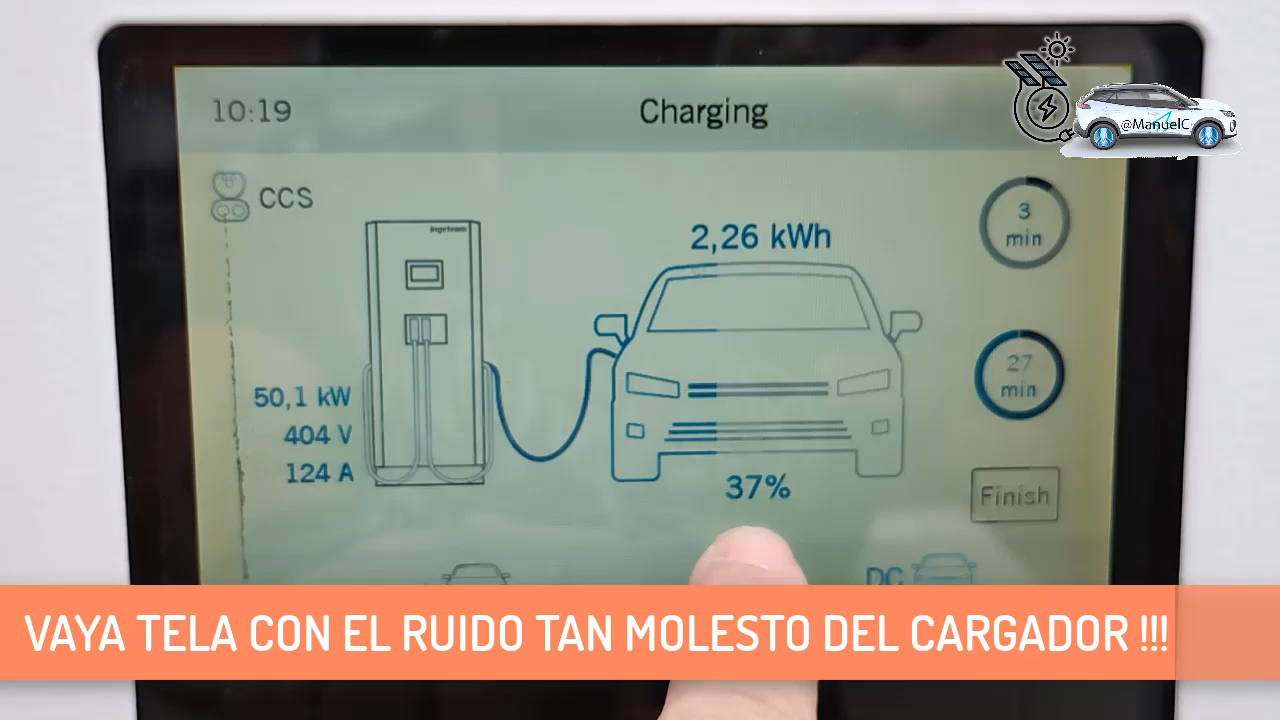 10:19
Charging
@ManuelC
CCS
Ingeteam
2,26 kWh
3
min
27
min
50,1 kW
404 V
124 A
37%
Finish
DC
VAYA TELA CON EL RUIDO TAN MOLESTO DEL CARGADOR !!!